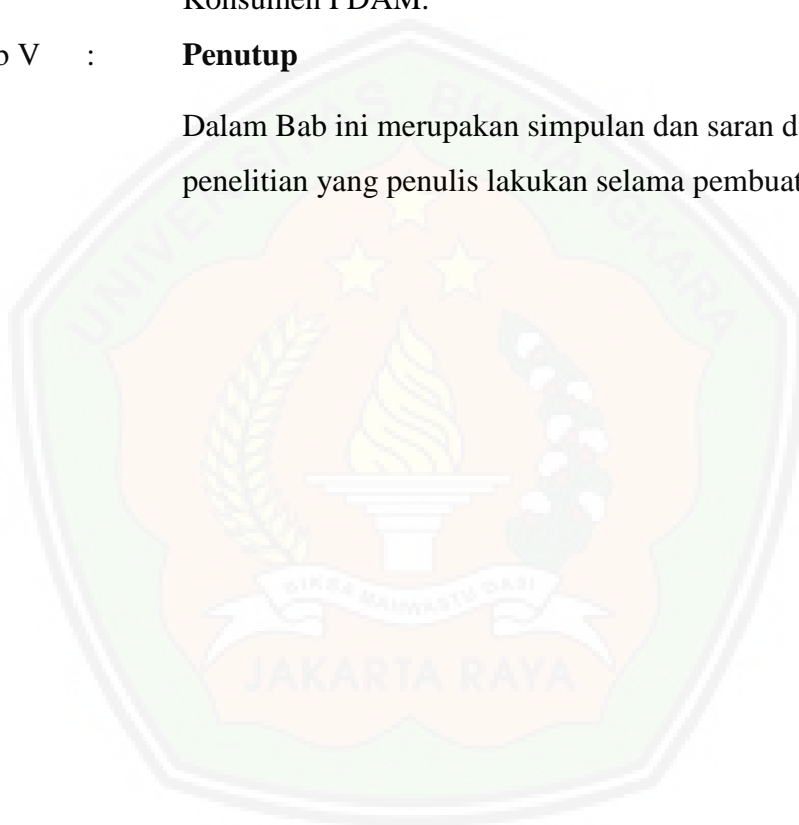 Konsumen PDAM.
b V : Penutup
Dalam Bab ini merupakan simpulan dan saran d
penelitian yang penulis lakukan selama pembuat
UNIVERSITAS BHAYANGKARA
JAKARTA RAYA